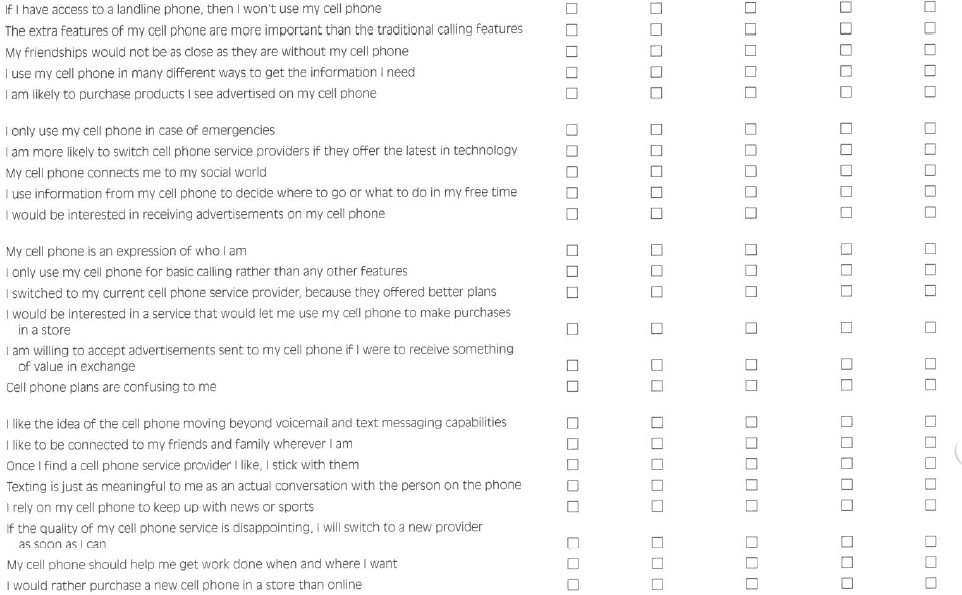 If I have access to a landline phone, then I won't use my cell phone
The extra features of my cell phone are more important than the traditional calling features
My friendships would not be as close as they are without my cell phone
I use my cell phone in many different ways to get the information I need
I am likely to purchase products I see advertised on my cell phone
I only use my cell phone in case of emergencies
I am more likely to switch cell phone service providers if they offer the latest in technology
My cell phone connects me to my social world
I use information from my cell phone to decide where to go or what to do in my free time
I would be interested in receiving advertisements on my cell phone
My cell phone is an expression of who I am
I only use my cell phone for basic calling rather than any other features
I switched to my current cell phone service provider, because they offered better plans
I would be interested in a service that would let me use my cell phone to make purchases
in a store
I am willing to accept advertisements sent to my cell phone if I were to receive something
of value in exchange
Cell phone plans are confusing to me
I like the idea of the cell phone moving beyond voicemail and text messaging capabilities
I like to be connected to my friends and family wherever I am
Once I find a cell phone service provider I like, I stick with them
Texting is just as meaningful to me as an actual conversation with the person on the phone
I rely on my cell phone to keep up with news or sports
If the quality of my cell phone service is disappointing, I will switch to a new provider
as soon as I can
My cell phone should help me get work done when and where I want
I would rather purchase a new cell phone in a store than online